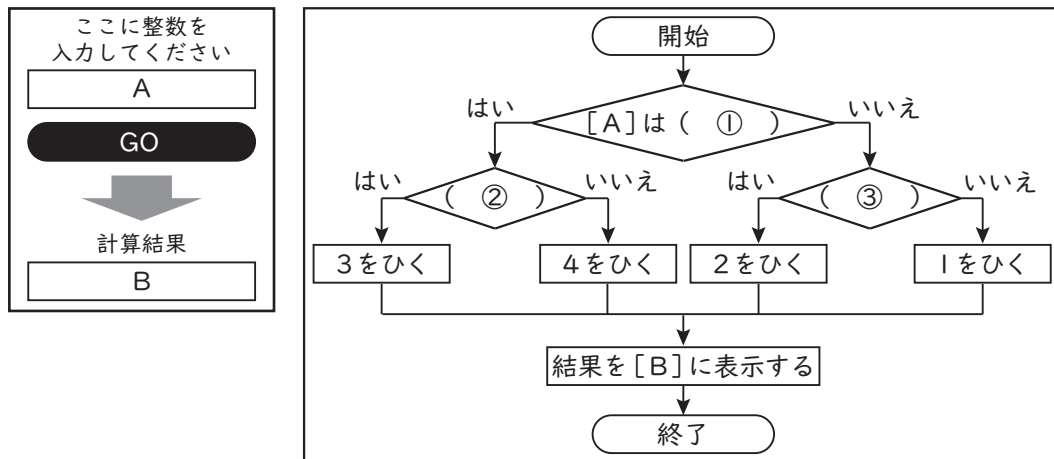 ここに整数を
入力してください
A
GO
計算結果
B
開始
[A]は( ① )
はい
いいえ
( ② )
はい
いいえ
( ③ )
はい
いいえ
3をひく
4をひく
2をひく
1をひく
結果を[B]に表示する
終了